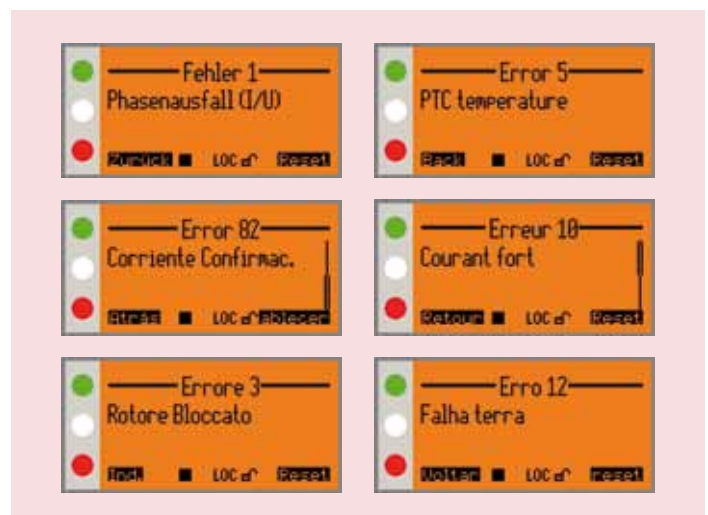 Fehler 1
Phasenausfall (I/U)
Zurück LOC Reset
Error 5
PTC temperature
Back LOC Reset
Error 82
Corriente Confirmac.
Atrás LOC ablecer
Erreur 10
Courant fort
Retour LOC Reset
Errore 3
Rotore Bloccato
Ind. LOC Reset
Erro 12
Falha terra
Voltar LOC reset